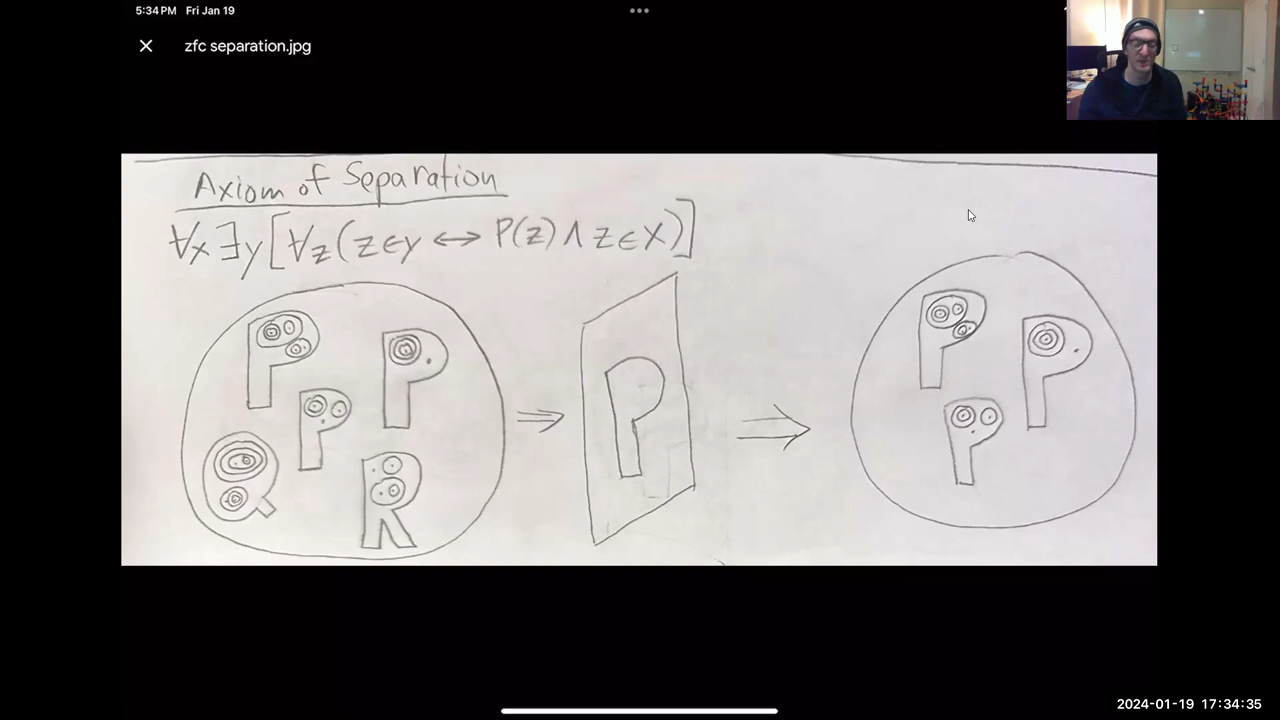 5:34 PM Fri Jan 19
zfc separation.jpg
Axiom of Separation
∀x∃y[∀z(z∈y ↔ P(z)∧z∈x)]
P P
P
Q R
P
P P
P
2024-01-19 17:34:35